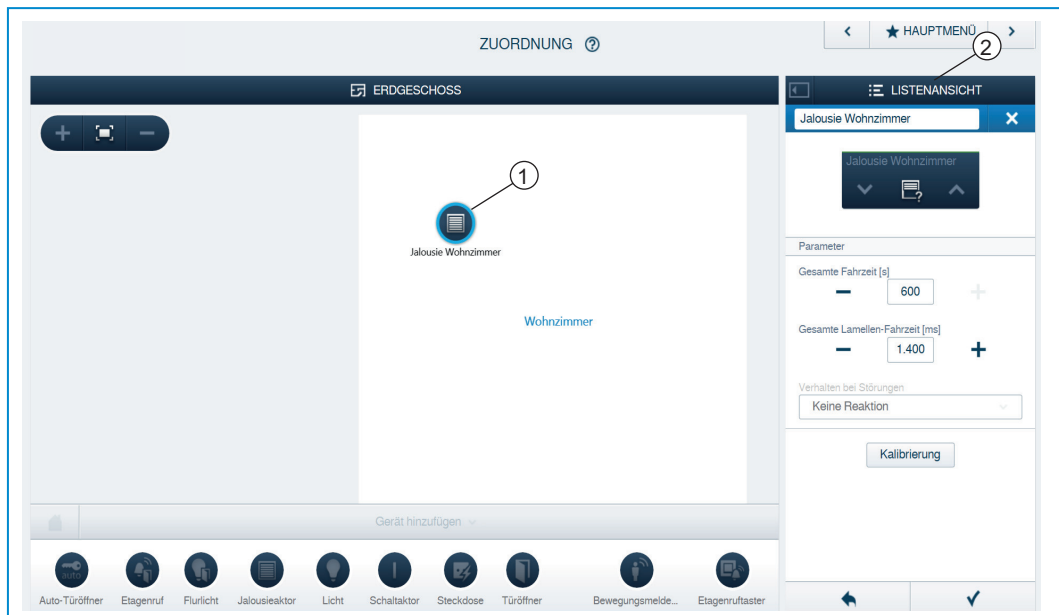 ZUORDNUNG ?
★ HAUPTMENÜ
2
ERDGESCHOSS
LISTENANSICHT
Jalousie Wohnzimmer
Jalousie Wohnzimmer
?
1
Jalousie Wohnzimmer
Wohnzimmer
Parameter
Gesamte Fahrzeit [s]
600
Gesamte Lamellen-Fahrzeit [ms]
1.400
Verhalten bei Störungen
Keine Reaktion
Kalibrierung
Gerät hinzufügen
auto
Auto-Türöffner Etagenruf Flurlicht Jalousieaktor Licht Schaltaktor Steckdose Türöffner Bewegungsmelde... Etagenruftaster